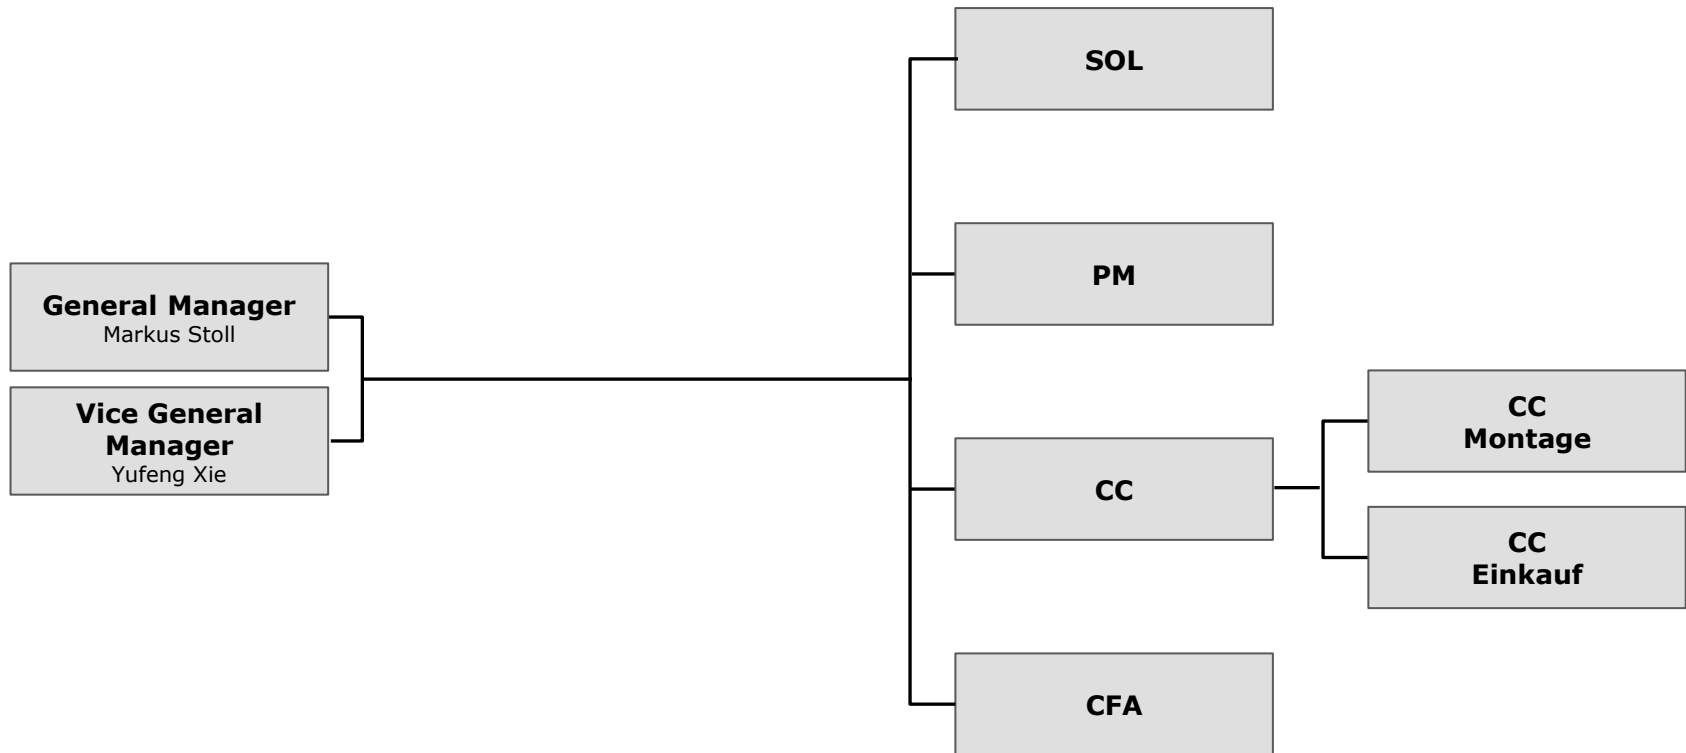 General Manager
Markus Stoll
Vice General
Manager
Yufeng Xie
SOL
PM
CC
CFA
CC
Montage
CC
Einkauf